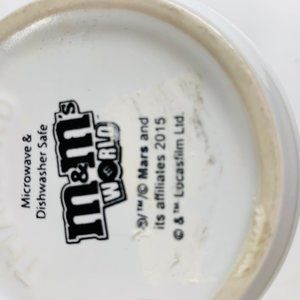 Microwave &
Dishwasher Safe
m&m's
WORLD
®/™/© Mars and
its affiliates 2015
© & ™ Lucasfilm Ltd.